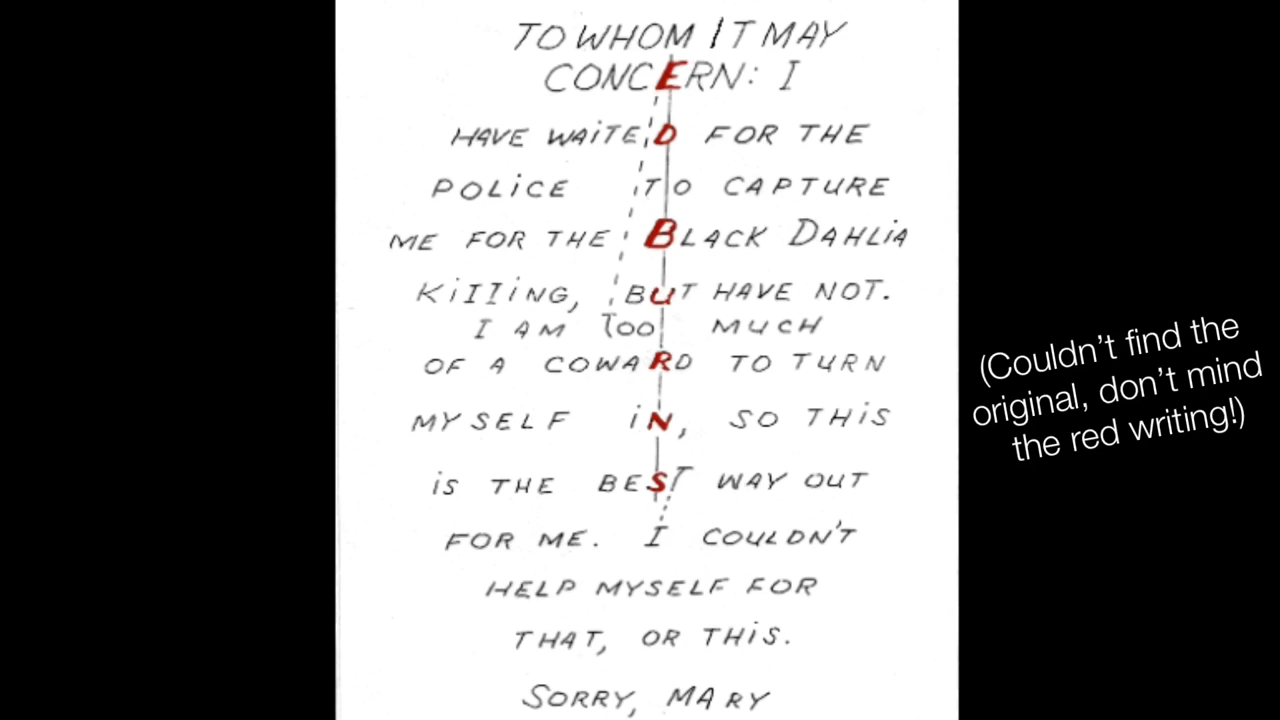 TO WHOM IT MAY
CONCERN: I
HAVE WAITED FOR THE
POLICE TO CAPTURE
ME FOR THE BLACK DAHLIA
KILLING, BUT HAVE NOT.
I AM TOO MUCH
OF A COWARD TO TURN
MYSELF IN, SO THIS
IS THE BEST WAY OUT
FOR ME. I COULDN'T
HELP MYSELF FOR
THAT, OR THIS.
SORRY, MARY
(Couldn't find the
original, don't mind
the red writing!)